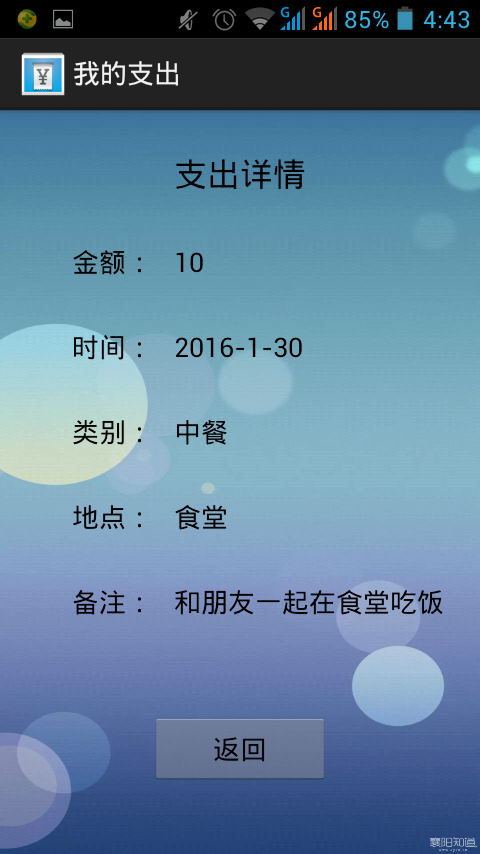 G G 85% 4:43
我的支出
支出详情
金额： 10
时间： 2016-1-30
类别： 中餐
地点： 食堂
备注： 和朋友一起在食堂吃饭
返回
襄阳知道